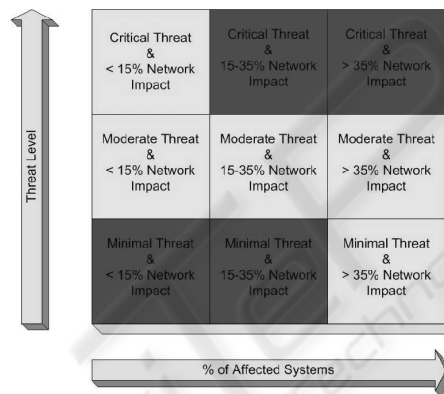 Critical Threat
&
< 15% Network
Impact
Critical Threat
&
15-35% Network
Impact
Critical Threat
&
> 35% Network
Impact
Threat Level
Moderate Threat
&
< 15% Network
Impact
Moderate Threat
&
15-35% Network
Impact
Moderate Threat
&
> 35% Network
Impact
Minimal Threat
&
< 15% Network
Impact
Minimal Threat
&
15-35% Network
Impact
Minimal Threat
&
> 35% Network
Impact
% of Affected Systems